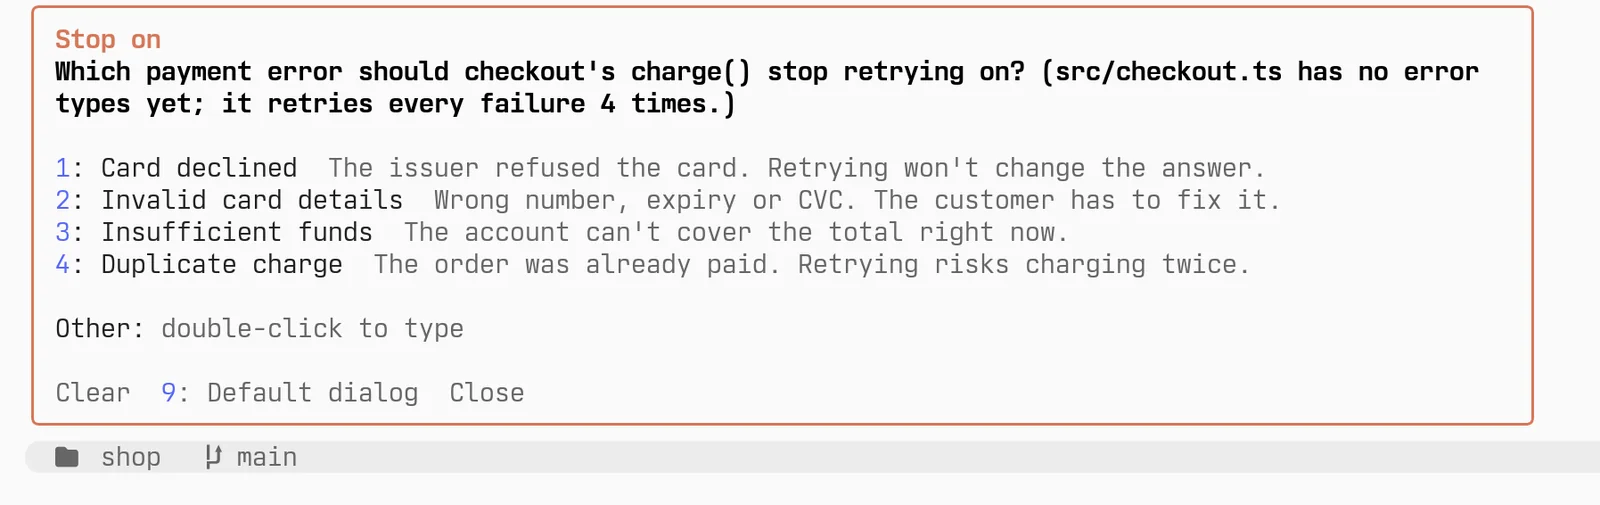 Stop on
Which payment error should checkout's charge() stop retrying on? (src/checkout.ts has no error
types yet; it retries every failure 4 times.)
1: Card declined  The issuer refused the card. Retrying won't change the answer.
2: Invalid card details  Wrong number, expiry or CVC. The customer has to fix it.
3: Insufficient funds  The account can't cover the total right now.
4: Duplicate charge  The order was already paid. Retrying risks charging twice.
Other: double-click to type
Clear  9: Default dialog  Close
shop  main